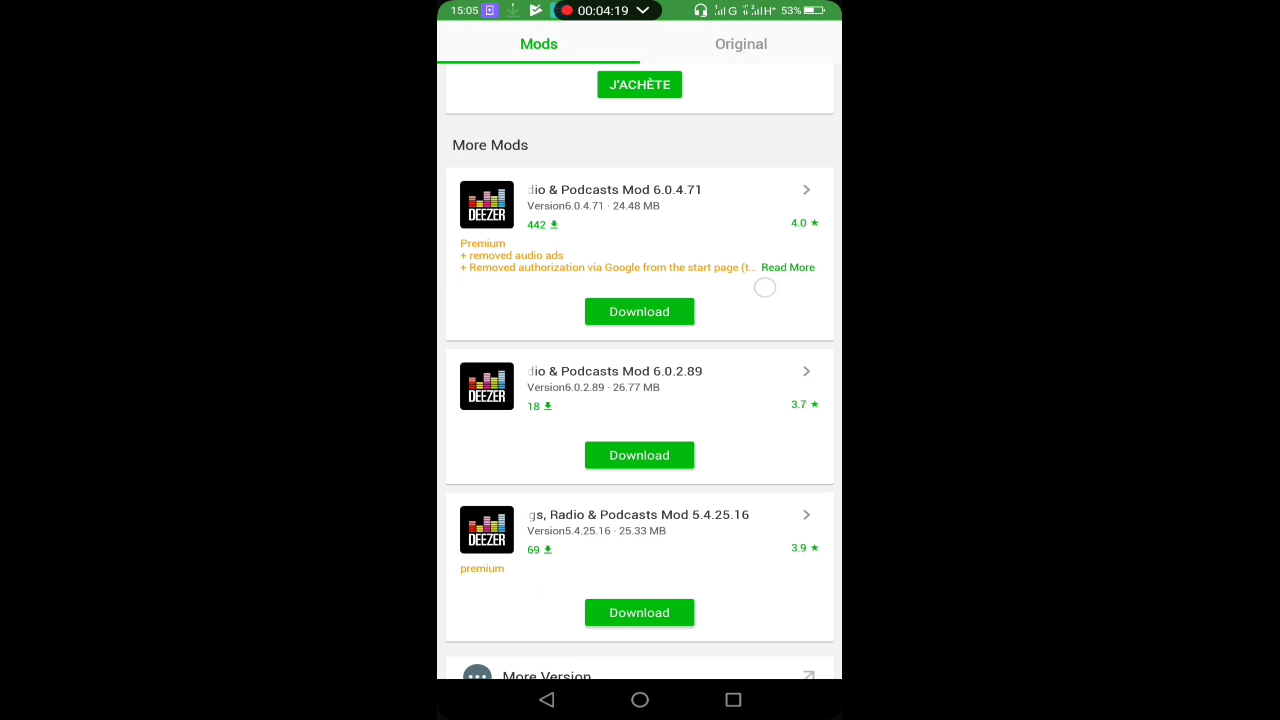 15:05 00:04:19 G H+ 53%
Mods Original
J'ACHÈTE
More Mods
dio & Podcasts Mod 6.0.4.71
Version6.0.4.71 · 24.48 MB
442 4.0 ★
DEEZER
Premium
+ removed audio ads
+ Removed authorization via Google from the start page (t... Read More
Download
dio & Podcasts Mod 6.0.2.89
Version6.0.2.89 · 26.77 MB
18 3.7 ★
DEEZER
Download
gs, Radio & Podcasts Mod 5.4.25.16
Version5.4.25.16 · 25.33 MB
69 3.9 ★
DEEZER
premium
Download
More Version